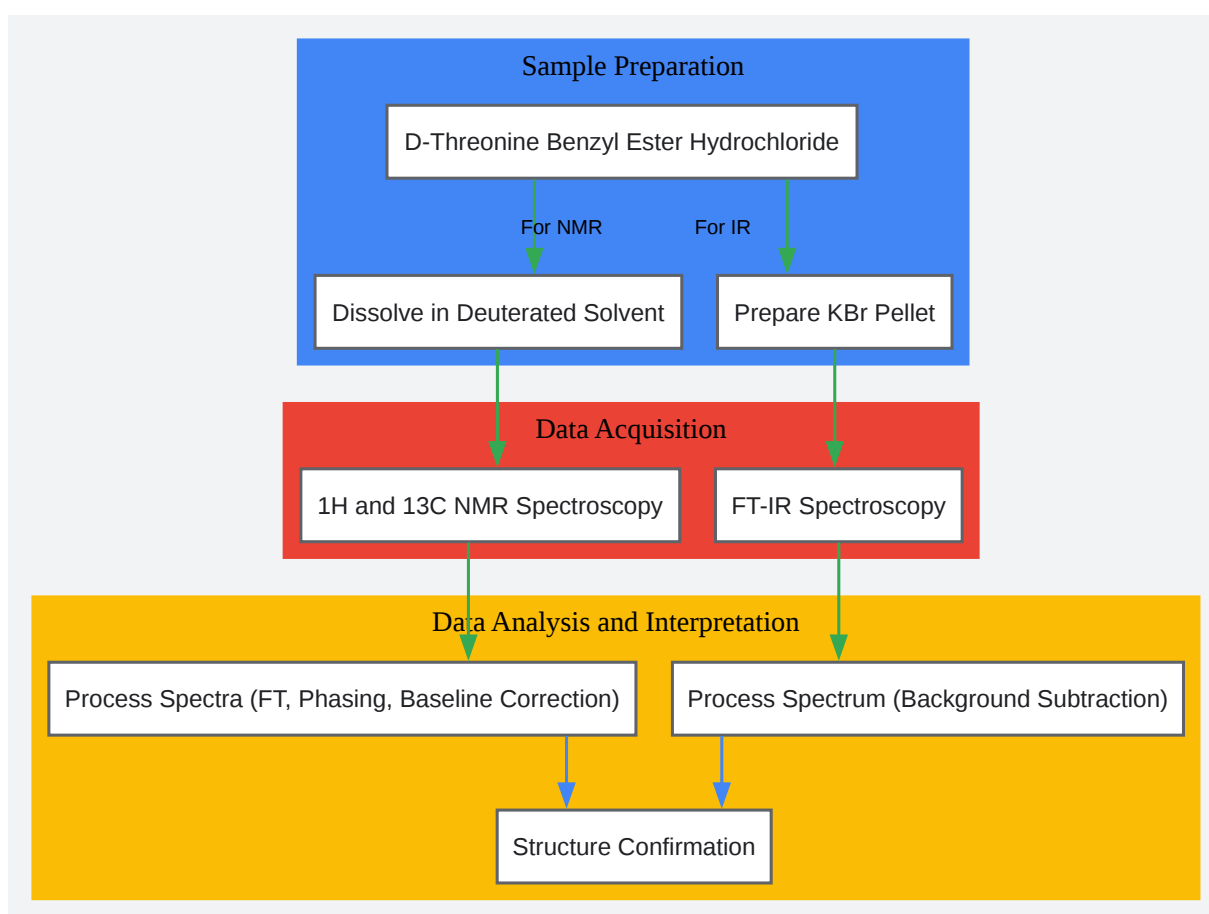 Sample Preparation
D-Threonine Benzyl Ester Hydrochloride
For NMR
For IR
Dissolve in Deuterated Solvent
Prepare KBr Pellet
Data Acquisition
1H and 13C NMR Spectroscopy
FT-IR Spectroscopy
Data Analysis and Interpretation
Process Spectra (FT, Phasing, Baseline Correction)
Process Spectrum (Background Subtraction)
Structure Confirmation